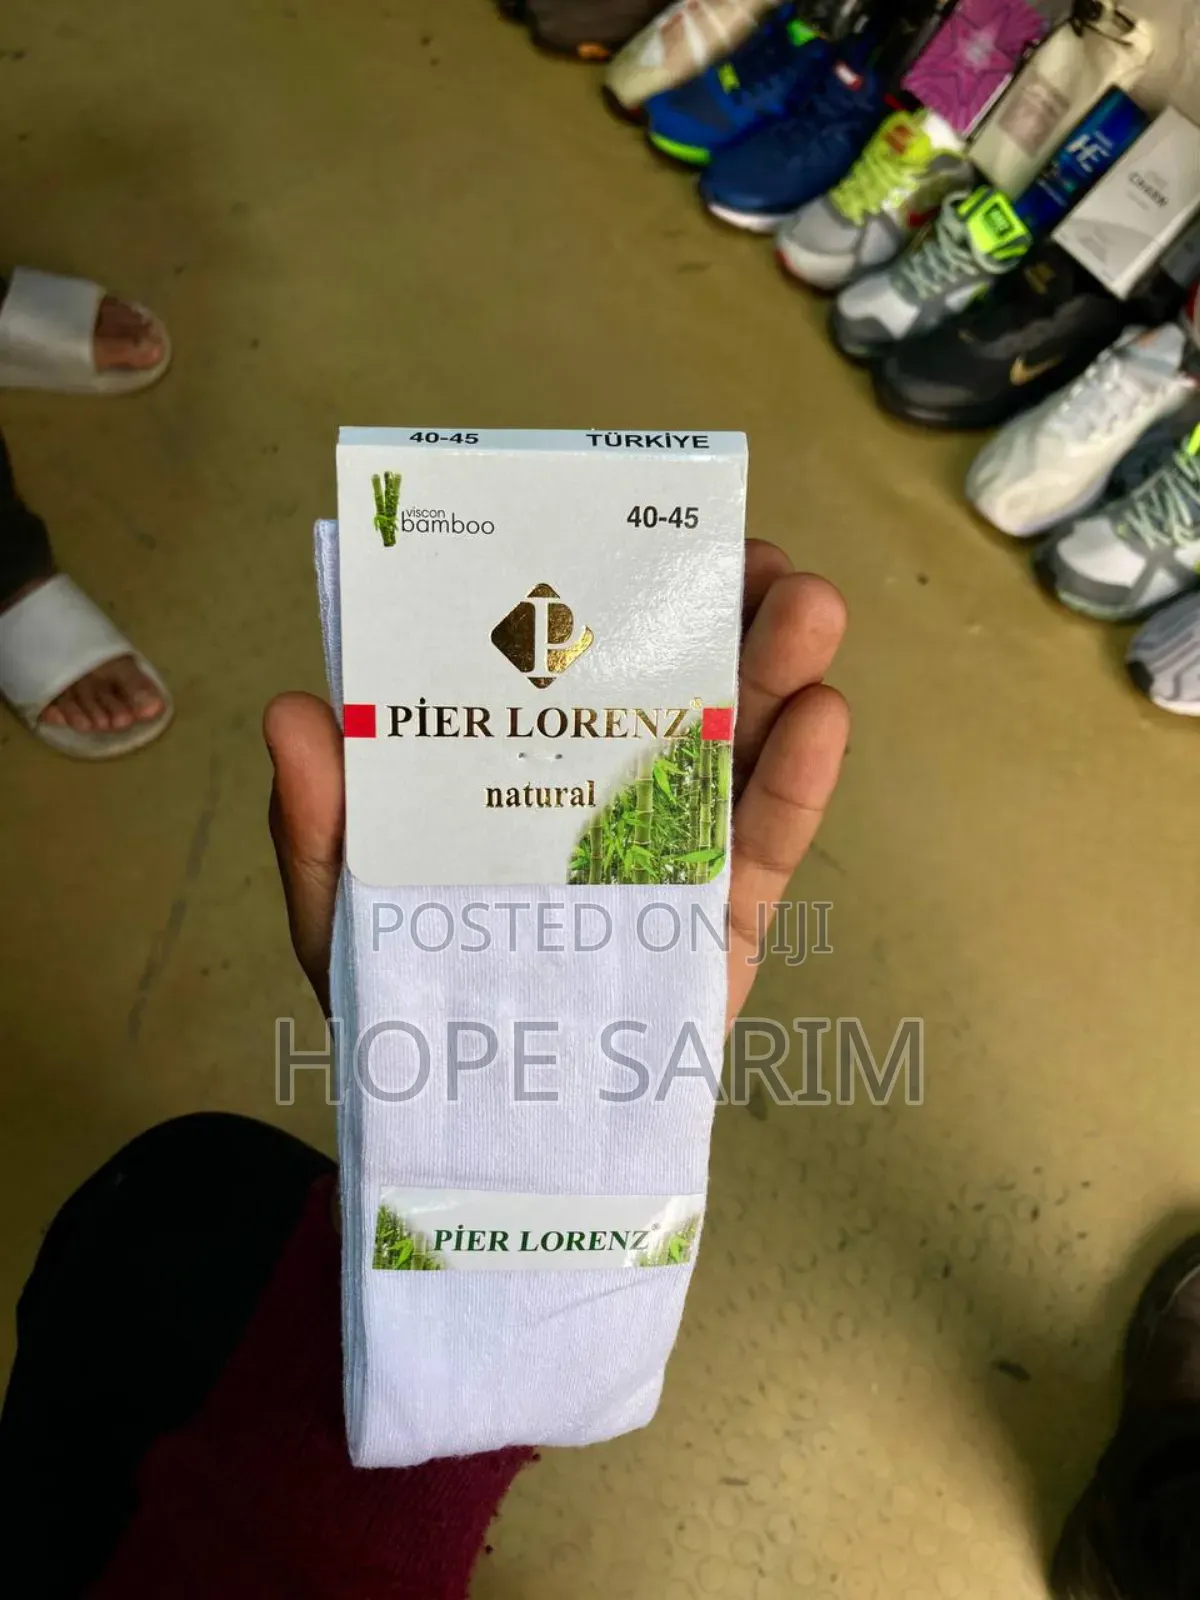 40-45 TÜRKİYE
viscon
bamboo
40-45
P
PİER LORENZ®
natural
POSTED ON JIJI
HOPE SARIM
PİER LORENZ®
HE